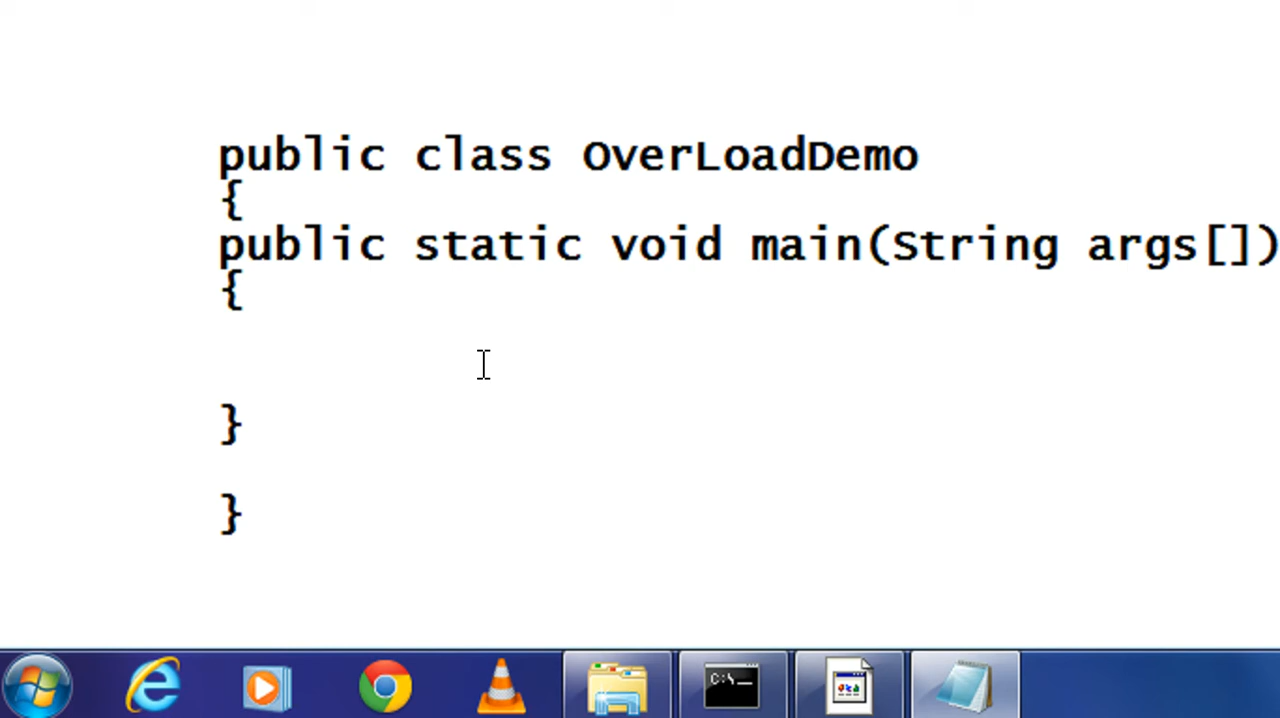 public class OverLoadDemo
{
public static void main(String args[])
{
}
}
C:\_